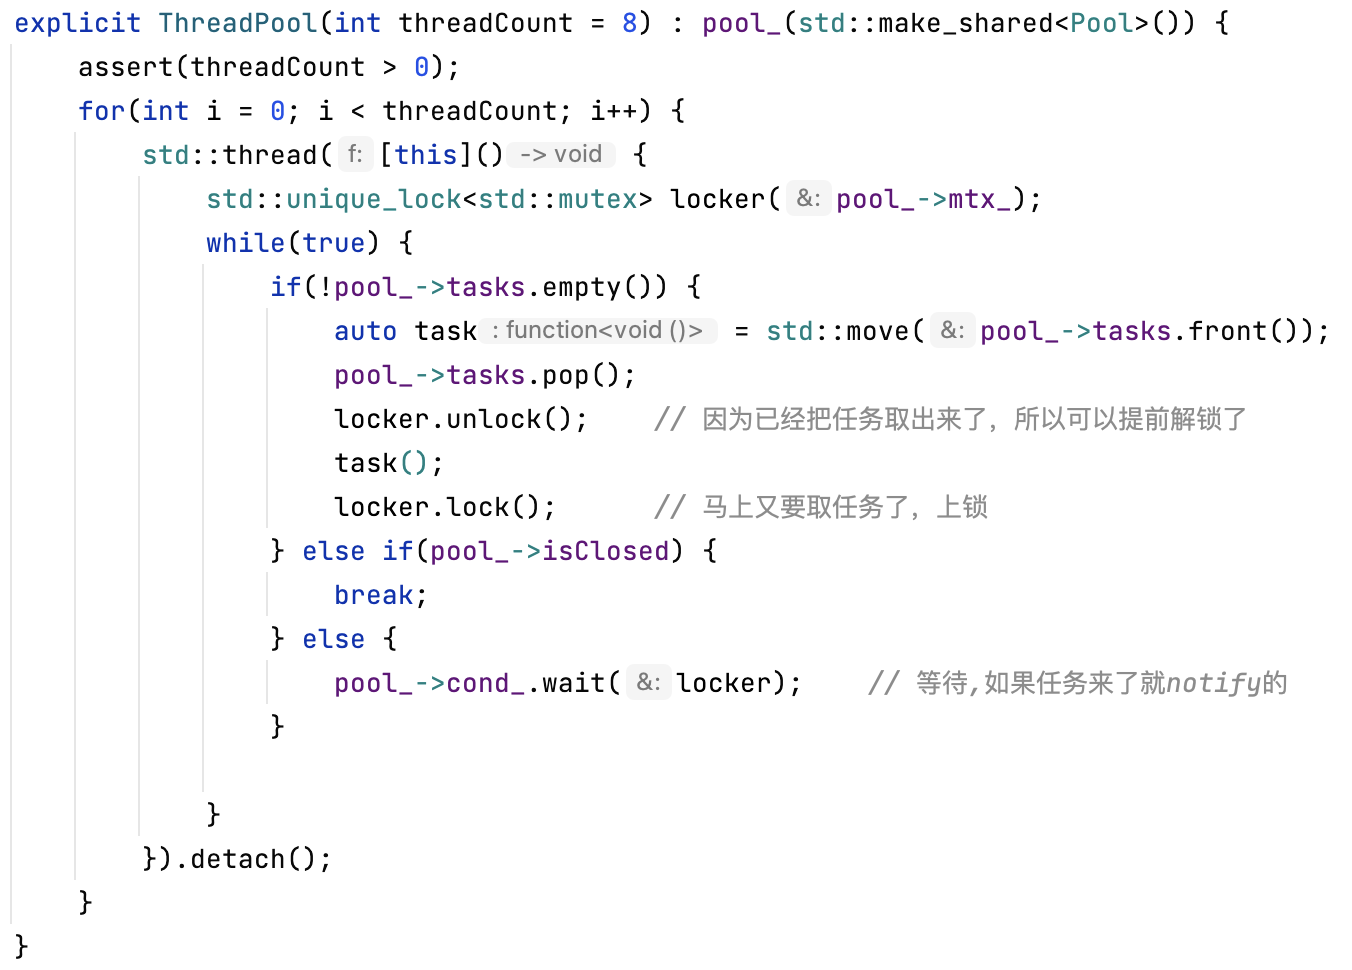 explicit ThreadPool(int threadCount = 8) : pool_(std::make_shared<Pool>()) {
    assert(threadCount > 0);
    for(int i = 0; i < threadCount; i++) {
        std::thread( f: [this]() -> void {
            std::unique_lock<std::mutex> locker( &: pool_->mtx_);
            while(true) {
                if(!pool_->tasks.empty()) {
                    auto task : function<void ()> = std::move( &: pool_->tasks.front());
                    pool_->tasks.pop();
                    locker.unlock();    // 因为已经把任务取出来了，所以可以提前解锁了
                    task();
                    locker.lock();      // 马上又要取任务了，上锁
                } else if(pool_->isClosed) {
                    break;
                } else {
                    pool_->cond_.wait( &: locker);    // 等待,如果任务来了就notify的
                }
            }
        }).detach();
    }
}